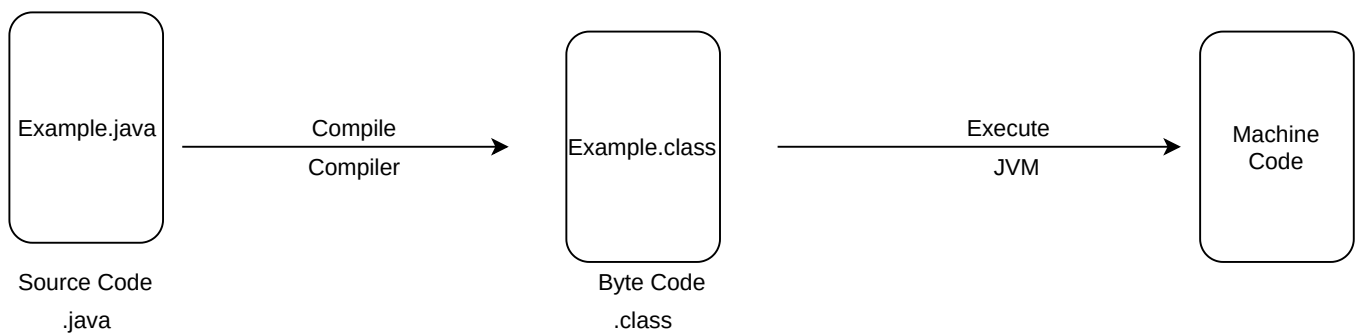 Example.java
Compile
Compiler
Example.class
Execute
JVM
Machine
Code
Source Code
.java
Byte Code
.class